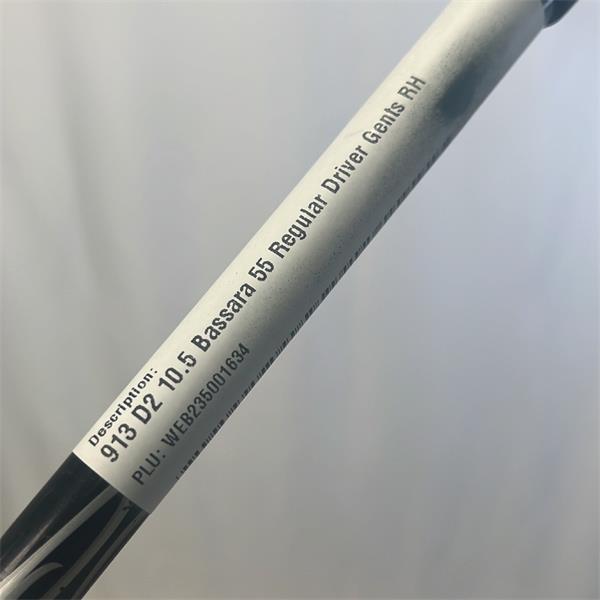 Description:
913 D2 10.5 Bassara 55 Regular Driver Gents RH
PLU: WEB235001634